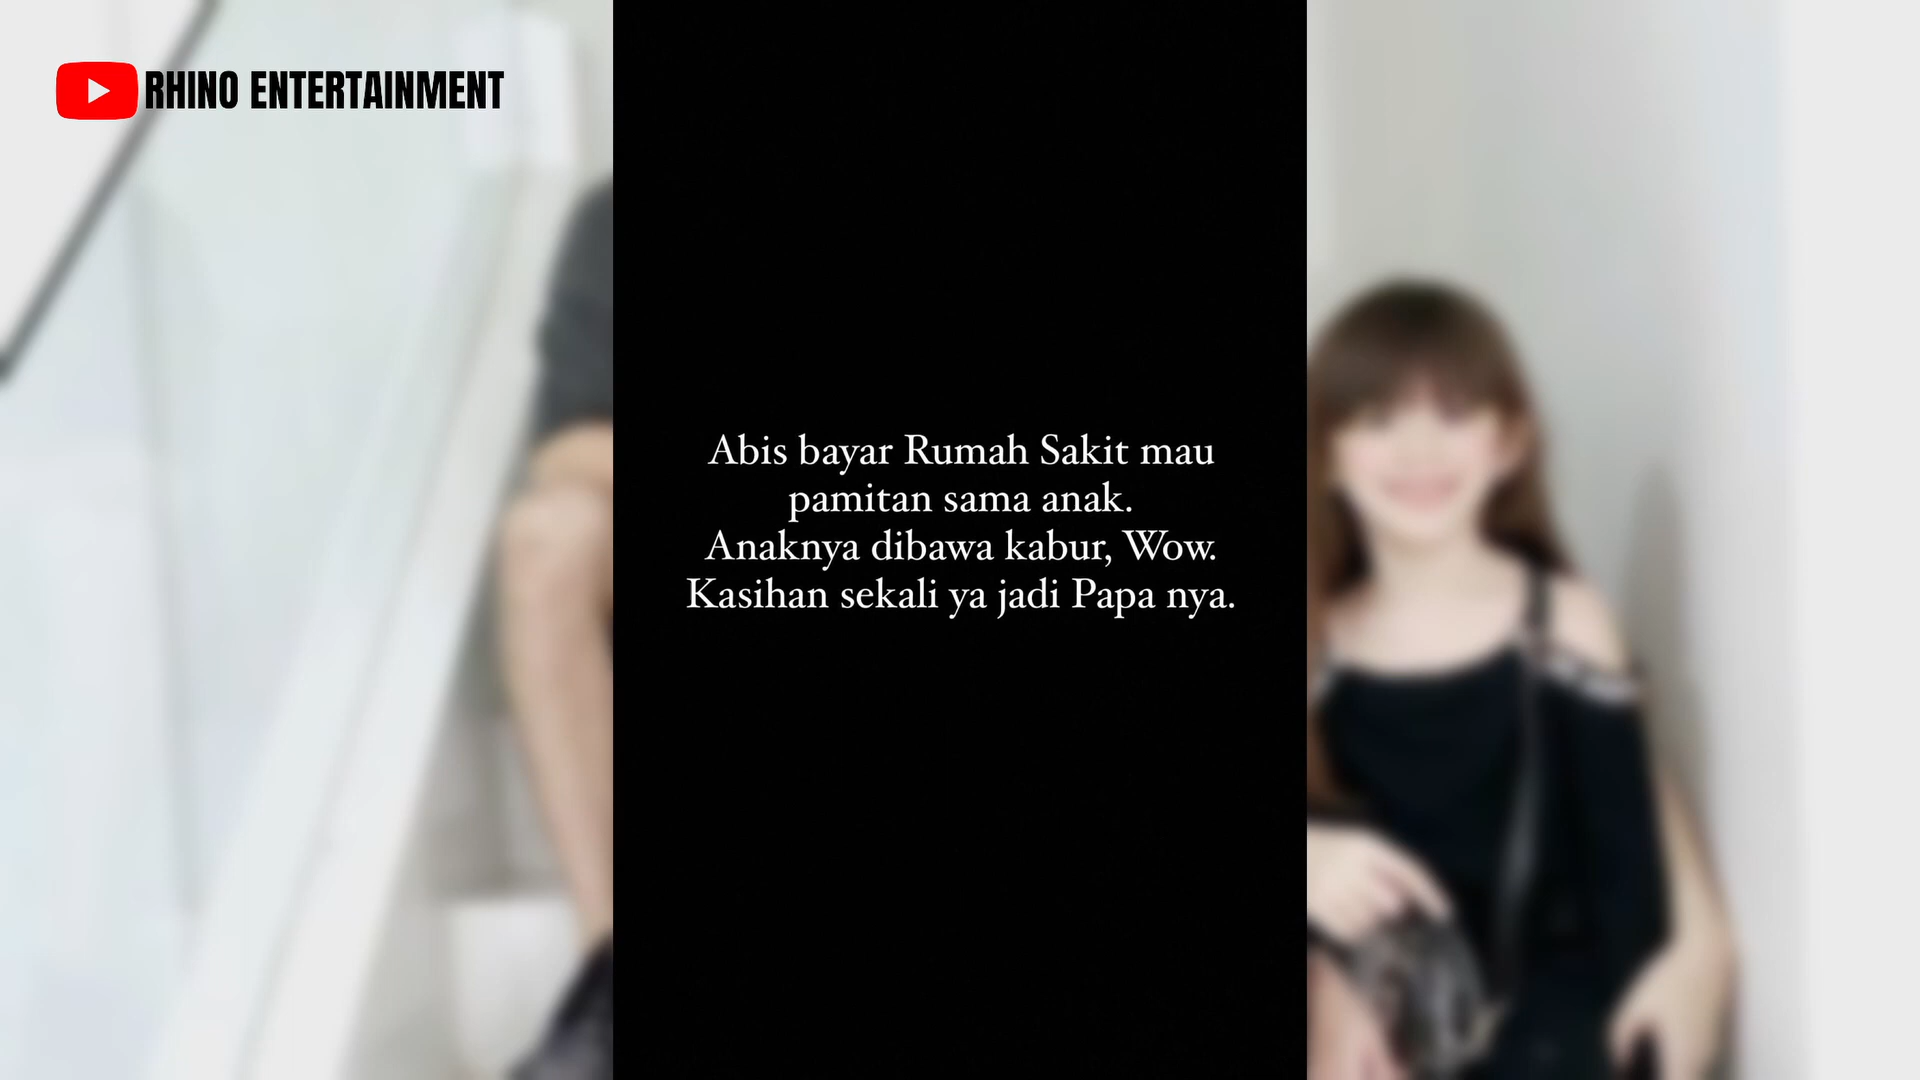 RHINO ENTERTAINMENT
Abis bayar Rumah Sakit mau
pamitan sama anak.
Anaknya dibawa kabur, Wow.
Kasihan sekali ya jadi Papa nya.